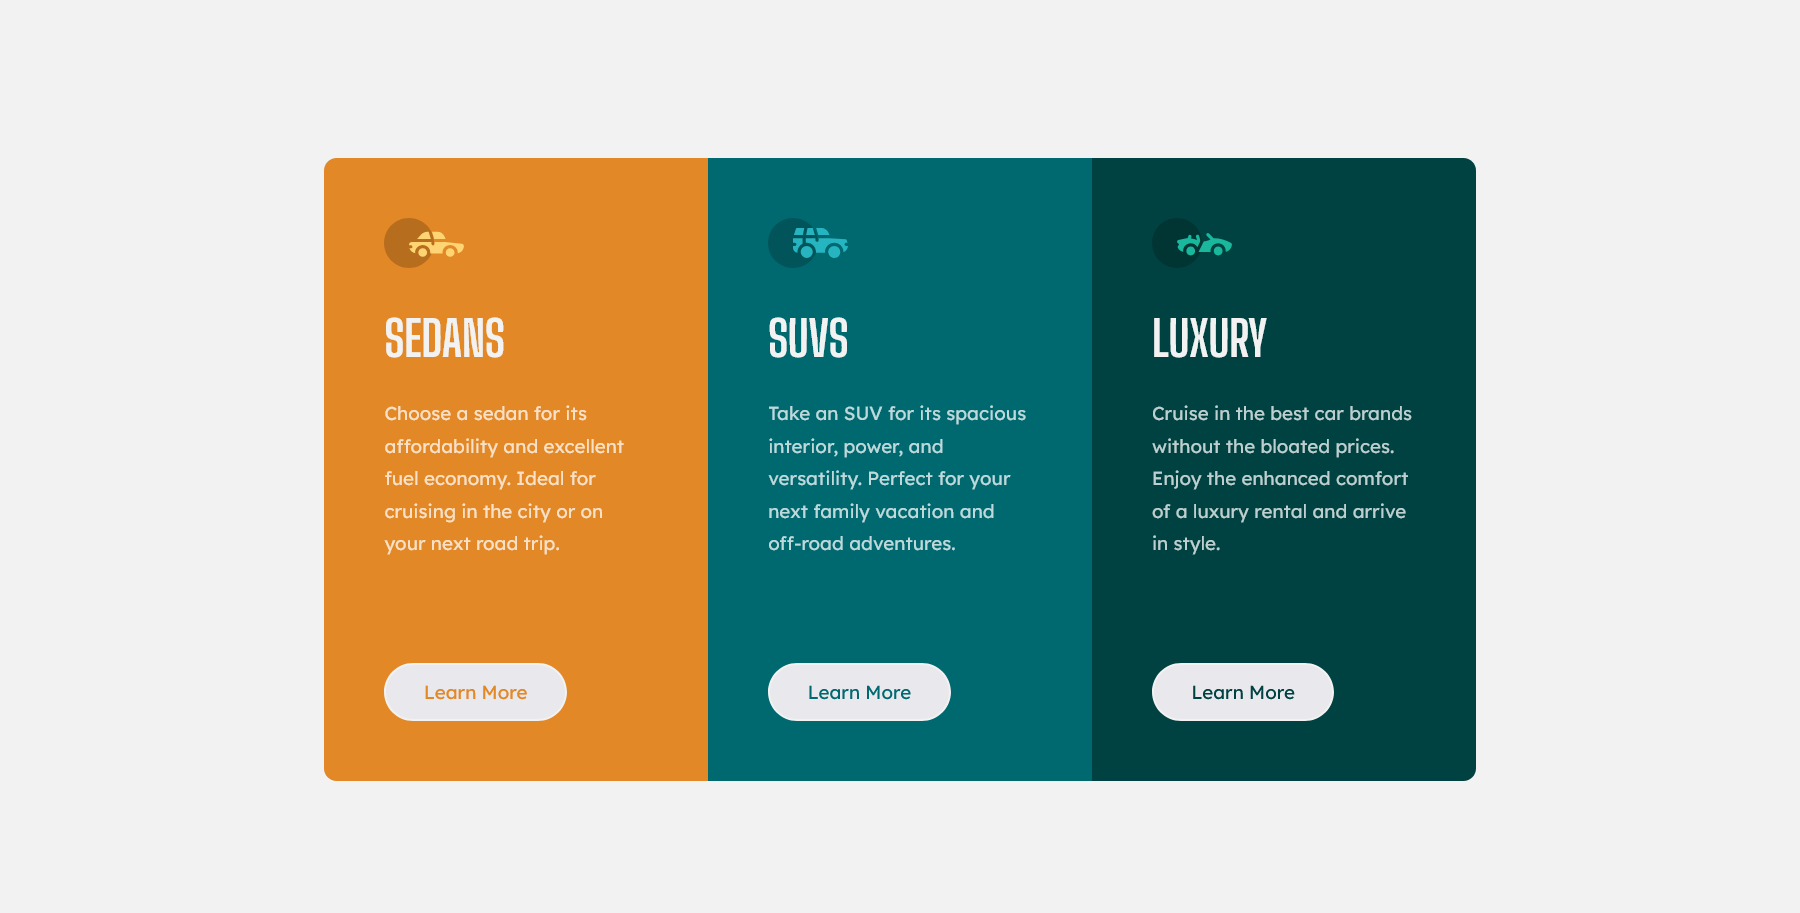 SEDANS
Choose a sedan for its
affordability and excellent
fuel economy. Ideal for
cruising in the city or on
your next road trip.
Learn More
SUVS
Take an SUV for its spacious
interior, power, and
versatility. Perfect for your
next family vacation and
off-road adventures.
Learn More
LUXURY
Cruise in the best car brands
without the bloated prices.
Enjoy the enhanced comfort
of a luxury rental and arrive
in style.
Learn More